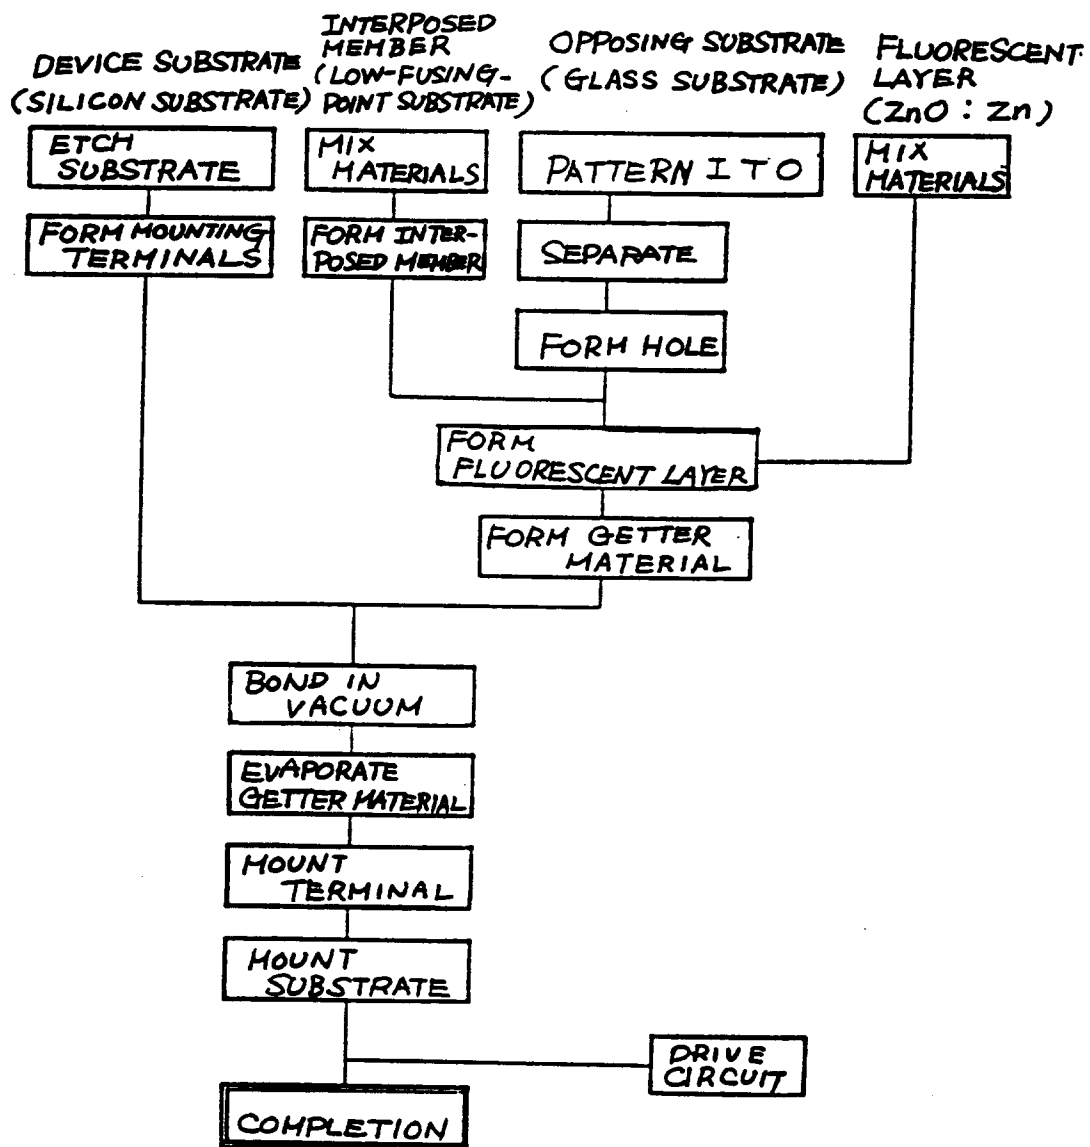 DEVICE SUBSTRATE
(SILICON SUBSTRATE)
INTERPOSED
MEMBER
(LOW-FUSING-
POINT SUBSTRATE)
OPPOSING SUBSTRATE
(GLASS SUBSTRATE)
FLUORESCENT
LAYER
(ZnO : Zn)
ETCH
SUBSTRATE
MIX
MATERIALS
PATTERN ITO
MIX
MATERIALS
FORM MOUNTING
TERMINALS
FORM INTER-
POSED MEMBER
SEPARATE
FORM HOLE
FORM
FLUORESCENT LAYER
FORM GETTER
MATERIAL
BOND IN
VACUUM
EVAPORATE
GETTER MATERIAL
MOUNT
TERMINAL
MOUNT
SUBSTRATE
DRIVE
CIRCUIT
COMPLETION